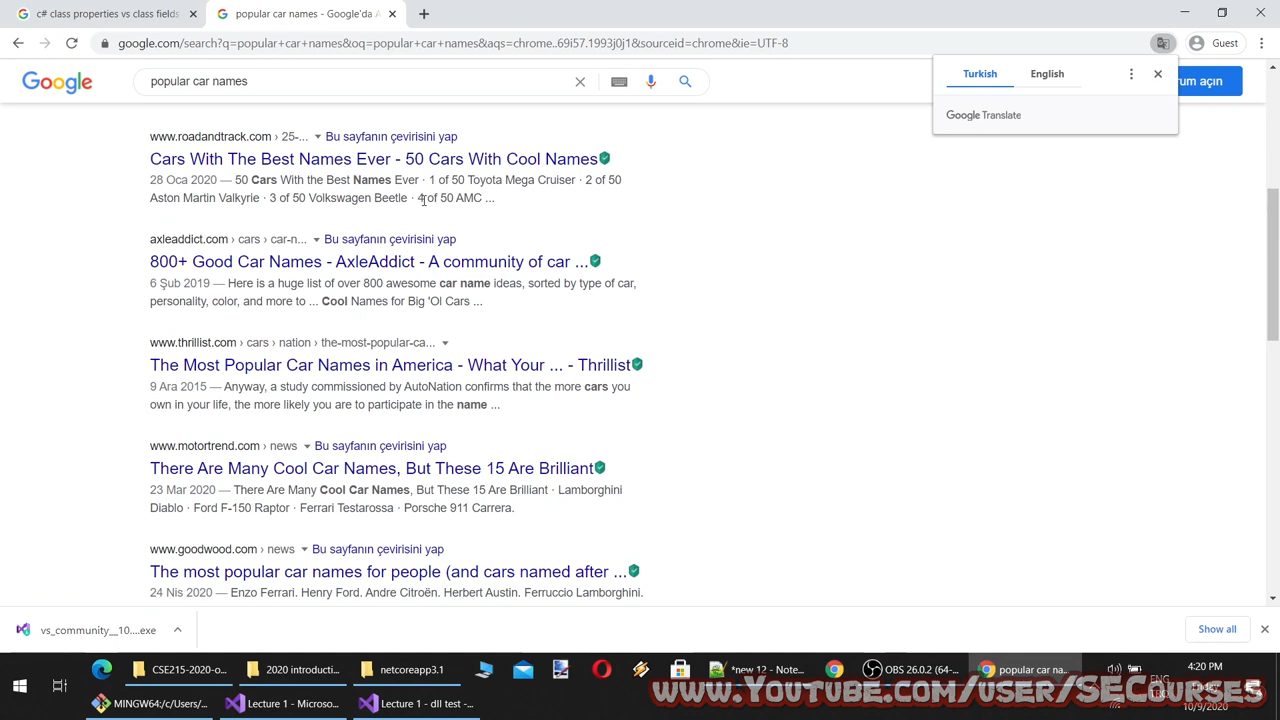 c# class properties vs class fields
popular car names - Google'da A
google.com/search?q=popular+car+names&oq=popular+car+names&aqs=chrome..69i57.1993j0j1&sourceid=chrome&ie=UTF-8
Guest
Google
popular car names
Turkish
English
rum açın
Google Translate
www.roadandtrack.com › 25-...
Bu sayfanın çevirisini yap
Cars With The Best Names Ever - 50 Cars With Cool Names
28 Oca 2020 — 50 Cars With the Best Names Ever · 1 of 50 Toyota Mega Cruiser · 2 of 50
Aston Martin Valkyrie · 3 of 50 Volkswagen Beetle · 4 of 50 AMC ...
axleaddict.com › cars › car-n...
Bu sayfanın çevirisini yap
800+ Good Car Names - AxleAddict - A community of car ...
6 Şub 2019 — Here is a huge list of over 800 awesome car name ideas, sorted by type of car,
personality, color, and more to ... Cool Names for Big 'Ol Cars ...
www.thrillist.com › cars › nation › the-most-popular-ca...
The Most Popular Car Names in America - What Your ... - Thrillist
9 Ara 2015 — Anyway, a study commissioned by AutoNation confirms that the more cars you
own in your life, the more likely you are to participate in the name ...
www.motortrend.com › news
Bu sayfanın çevirisini yap
There Are Many Cool Car Names, But These 15 Are Brilliant
23 Mar 2020 — There Are Many Cool Car Names, But These 15 Are Brilliant · Lamborghini
Diablo · Ford F-150 Raptor · Ferrari Testarossa · Porsche 911 Carrera.
www.goodwood.com › news
Bu sayfanın çevirisini yap
The most popular car names for people (and cars named after ...
24 Nis 2020 — Enzo Ferrari. Henry Ford. Andre Citroën. Herbert Austin. Ferruccio Lamborghini.
vs_community__10....exe
Show all
CSE215-2020-o...
2020 introducti...
netcoreapp3.1
*new 12 - Note...
OBS 26.0.2 (64-...
popular car na...
4:20 PM
MINGW64:/c/Users/...
Lecture 1 - Microso...
Lecture 1 - dll test -...
ENG
Friday
10/9/2020
www.YouTube.com/user/SECourses